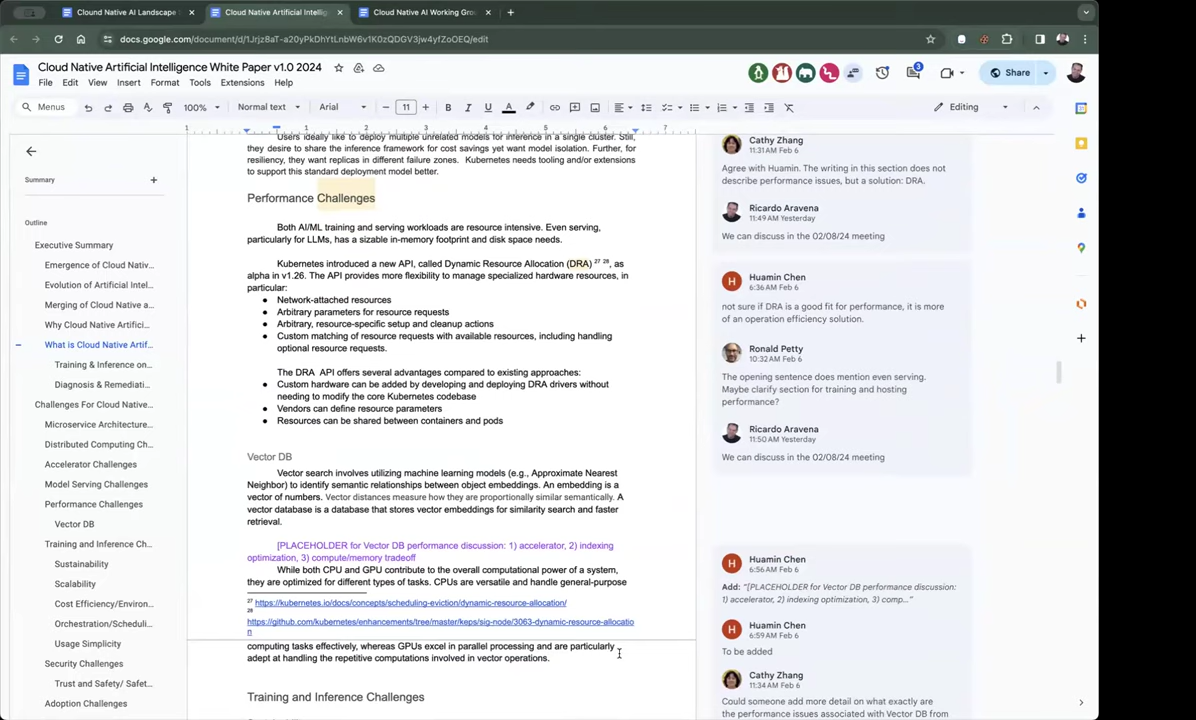 Clound Native AI Landscape
Cloud Native Artificial Intellig
Cloud Native AI Working Gro
docs.google.com/document/d/1Jrjz8aT-a20yPkDhYtLnbW6v1K0zQDGV3jw4yfZoOEQ/edit
Cloud Native Artificial Intelligence White Paper v1.0 2024
File Edit View Insert Format Tools Extensions Help
3
Share
Menus
100%
Normal text
Arial
11
B I U A
Editing
1 1 2 3 4 5 6 7
Summary
Outline
Executive Summary
Emergence of Cloud Nativ...
Evolution of Artificial Intel...
Merging of Cloud Native a...
Why Cloud Native Artifici...
What is Cloud Native Artif...
Training & Inference on...
Diagnosis & Remediati...
Challenges For Cloud Native...
Microservice Architecture...
Distributed Computing Ch...
Accelerator Challenges
Model Serving Challenges
Performance Challenges
Vector DB
Training and Inference Ch...
Sustainability
Scalability
Cost Efficiency/Environ...
Orchestration/Scheduli...
Usage Simplicity
Security Challenges
Trust and Safety/ Safet...
Adoption Challenges
Users ideally like to deploy multiple unrelated models for inference in a single cluster. Still,
they desire to share the inference framework for cost savings yet want model isolation. Further, for
resiliency, they want replicas in different failure zones. Kubernetes needs tooling and/or extensions
to support this standard deployment model better.
Performance Challenges
Both AI/ML training and serving workloads are resource intensive. Even serving,
particularly for LLMs, has a sizable in-memory footprint and disk space needs.
Kubernetes introduced a new API, called Dynamic Resource Allocation (DRA) 27 28, as
alpha in v1.26. The API provides more flexibility to manage specialized hardware resources, in
particular:
● Network-attached resources
● Arbitrary parameters for resource requests
● Arbitrary, resource-specific setup and cleanup actions
● Custom matching of resource requests with available resources, including handling
optional resource requests.
The DRA API offers several advantages compared to existing approaches:
● Custom hardware can be added by developing and deploying DRA drivers without
needing to modify the core Kubernetes codebase
● Vendors can define resource parameters
● Resources can be shared between containers and pods
Vector DB
Vector search involves utilizing machine learning models (e.g., Approximate Nearest
Neighbor) to identify semantic relationships between object embeddings. An embedding is a
vector of numbers. Vector distances measure how they are proportionally similar semantically. A
vector database is a database that stores vector embeddings for similarity search and faster
retrieval.
[PLACEHOLDER for Vector DB performance discussion: 1) accelerator, 2) indexing
optimization, 3) compute/memory tradeoff
While both CPU and GPU contribute to the overall computational power of a system,
they are optimized for different types of tasks. CPUs are versatile and handle general-purpose
27 https://kubernetes.io/docs/concepts/scheduling-eviction/dynamic-resource-allocation/
28
https://github.com/kubernetes/enhancements/tree/master/keps/sig-node/3063-dynamic-resource-allocatio
n
computing tasks effectively, whereas GPUs excel in parallel processing and are particularly
adept at handling the repetitive computations involved in vector operations.
Training and Inference Challenges
Cathy Zhang
11:31 AM Feb 6
Agree with Huamin. The writing in this section does not
describe performance issues, but a solution: DRA.
Ricardo Aravena
11:49 AM Yesterday
We can discuss in the 02/08/24 meeting
H
Huamin Chen
6:36 AM Feb 6
not sure if DRA is a good fit for performance, it is more
of an operation efficiency solution.
Ronald Petty
10:32 AM Feb 6
The opening sentence does mention even serving.
Maybe clarify section for training and hosting
performance?
Ricardo Aravena
11:50 AM Yesterday
We can discuss in the 02/08/24 meeting
H
Huamin Chen
6:56 AM Feb 6
Add: "[PLACEHOLDER for Vector DB performance discussion:
1) accelerator, 2) indexing optimization, 3) comp..."
H
Huamin Chen
6:59 AM Feb 6
To be added
Cathy Zhang
11:34 AM Feb 6
Could someone add more detail on what exactly are
the performance issues associated with Vector DB from